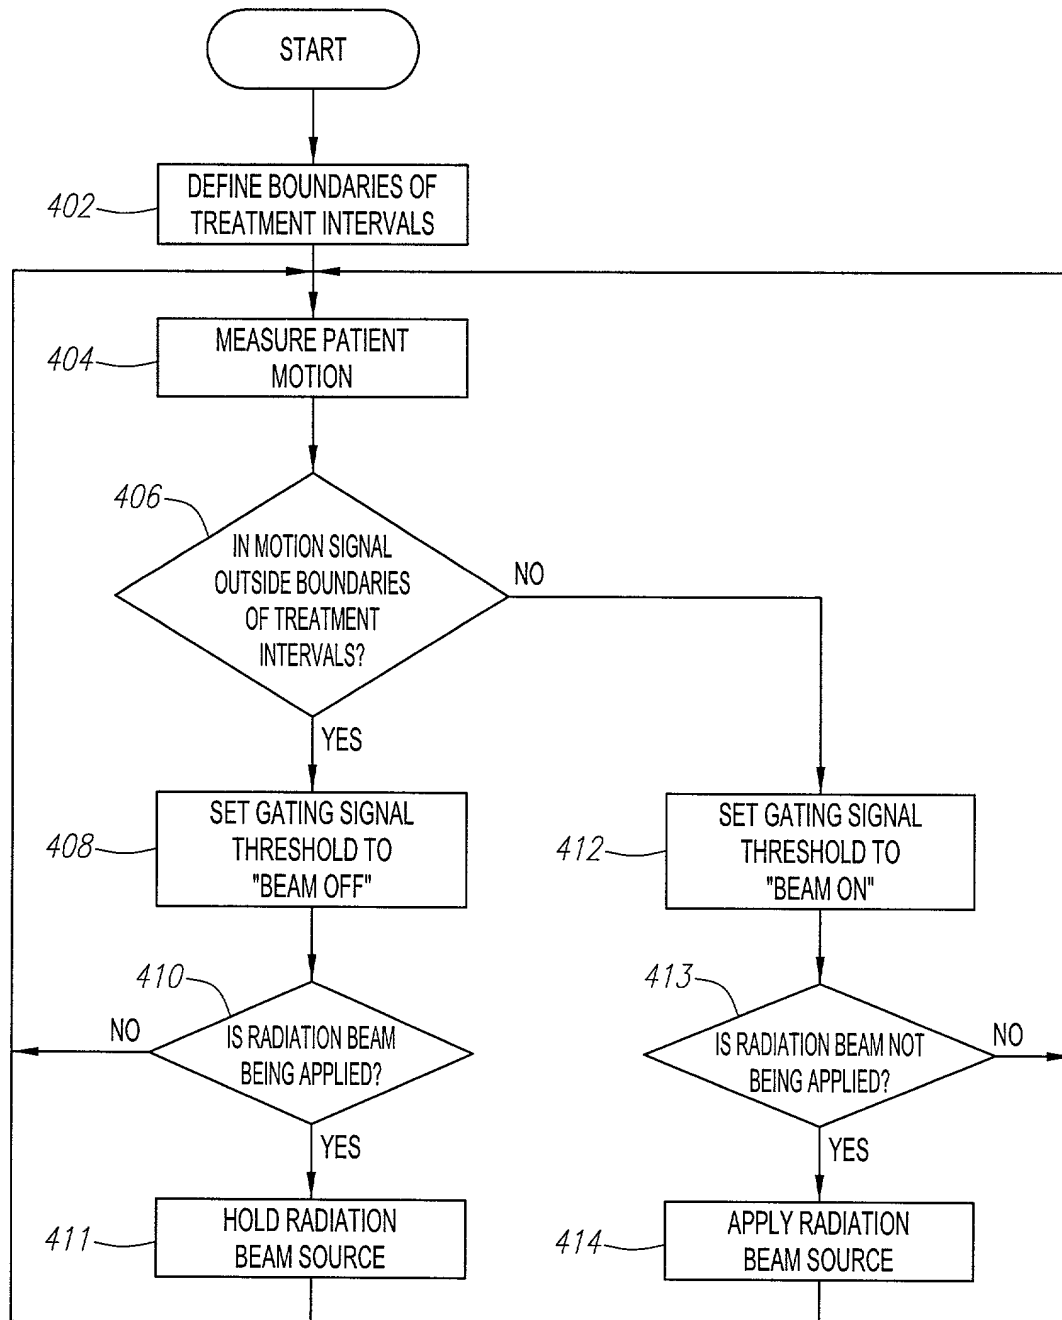 START
402
DEFINE BOUNDARIES OF
TREATMENT INTERVALS
404
MEASURE PATIENT
MOTION
406
IN MOTION SIGNAL
OUTSIDE BOUNDARIES
OF TREATMENT
INTERVALS?
NO
YES
408
SET GATING SIGNAL
THRESHOLD TO
"BEAM OFF"
412
SET GATING SIGNAL
THRESHOLD TO
"BEAM ON"
410
IS RADIATION BEAM
BEING APPLIED?
NO
YES
413
IS RADIATION BEAM NOT
BEING APPLIED?
NO
YES
411
HOLD RADIATION
BEAM SOURCE
414
APPLY RADIATION
BEAM SOURCE